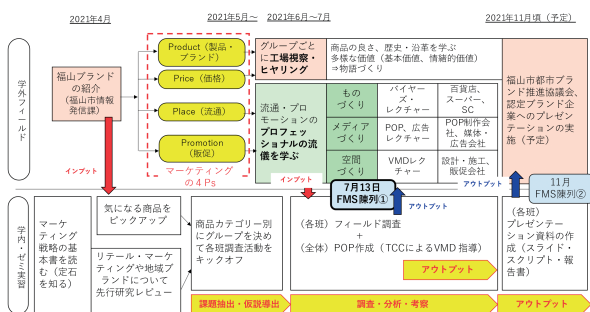 2021年4月
2021年5月～
2021年6月～7月
2021年11月頃（予定）
学外フィールド
福山ブランド
の紹介
（福山市情報
発信課）
Product（製品・
ブランド）
Price（価格）
Place（流通）
Promotion
（販促）
マーケティング
の４Ps
グループごと
に工場視察・
ヒヤリング
商品の良さ、歴史・沿革を学ぶ
多様な価値（基本価値、情緒的価値）
⇒物語づくり
流通・プロ
モーションの
プロフェッ
ショナルの流
儀を学ぶ
もの
づくり
バイヤー
ズ・
レクチャー
百貨店、
スーパー、
SC
メディア
づくり
POP、広告
レクチャー
POP制作会
社、媒体・
広告会社
空間
づくり
VMDレク
チャー
設計・施工、
販促会社
福山市都市ブラ
ンド推進協議会、
認定ブランド企
業へのプレゼン
テーションの実
施（予定）
インプット
インプット
7月13日
FMS陳列①
アウトプット
アウトプット
11月
FMS陳列②
学内・ゼミ実習
マーケ
ティング
戦略の基
本書を読
む（定石
を知る）
気になる商品を
ピックアップ
リテール・マーケ
ティングや地域ブ
ランドについて
先行研究レビュー
商品カテゴリー別
にグループを決め
て各班調査活動を
キックオフ
（各班）フィールド調査
+
（全体）POP作成（TCCによるVMD 指導）
アウトプット
（各班）
プレゼンテー
ション資料の作
成（スライド・
スクリプト・報
告書）
課題抽出・仮説導出
調査・分析・考察
アウトプット